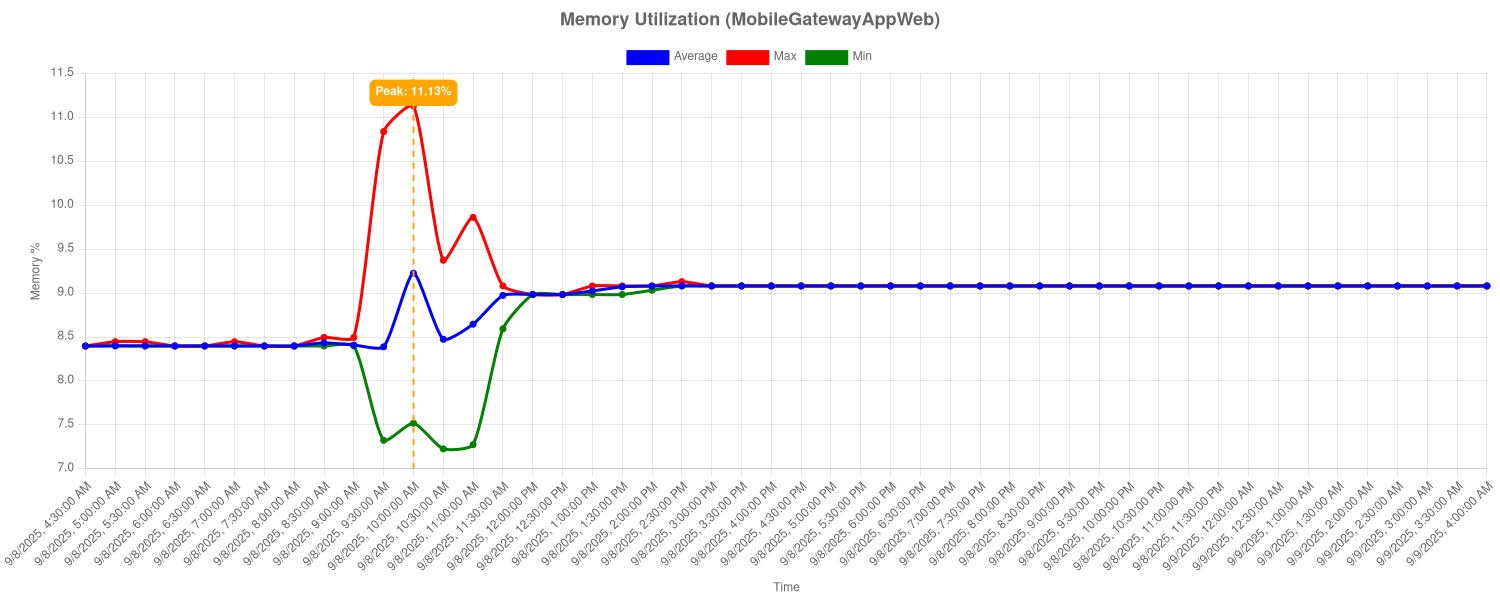 Memory Utilization (MobileGatewayAppWeb)
Average Max Min
Peak: 11.13%
11.5
11.0
10.5
10.0
9.5
9.0
8.5
8.0
7.5
7.0
Memory %
9/8/2025, 4:30:00 AM
9/8/2025, 5:00:00 AM
9/8/2025, 5:30:00 AM
9/8/2025, 6:00:00 AM
9/8/2025, 6:30:00 AM
9/8/2025, 7:00:00 AM
9/8/2025, 7:30:00 AM
9/8/2025, 8:00:00 AM
9/8/2025, 8:30:00 AM
9/8/2025, 9:00:00 AM
9/8/2025, 9:30:00 AM
9/8/2025, 10:00:00 AM
9/8/2025, 10:30:00 AM
9/8/2025, 11:00:00 AM
9/8/2025, 11:30:00 AM
9/8/2025, 12:00:00 PM
9/8/2025, 12:30:00 PM
9/8/2025, 1:00:00 PM
9/8/2025, 1:30:00 PM
9/8/2025, 2:00:00 PM
9/8/2025, 2:30:00 PM
9/8/2025, 3:00:00 PM
9/8/2025, 3:30:00 PM
9/8/2025, 4:00:00 PM
9/8/2025, 4:30:00 PM
9/8/2025, 5:00:00 PM
9/8/2025, 5:30:00 PM
9/8/2025, 6:00:00 PM
9/8/2025, 6:30:00 PM
9/8/2025, 7:00:00 PM
9/8/2025, 7:30:00 PM
9/8/2025, 8:00:00 PM
9/8/2025, 8:30:00 PM
9/8/2025, 9:00:00 PM
9/8/2025, 9:30:00 PM
9/8/2025, 10:00:00 PM
9/8/2025, 10:30:00 PM
9/8/2025, 11:00:00 PM
9/8/2025, 11:30:00 PM
9/9/2025, 12:00:00 AM
9/9/2025, 12:30:00 AM
9/9/2025, 1:00:00 AM
9/9/2025, 1:30:00 AM
9/9/2025, 2:00:00 AM
9/9/2025, 2:30:00 AM
9/9/2025, 3:00:00 AM
9/9/2025, 3:30:00 AM
9/9/2025, 4:00:00 AM
Time